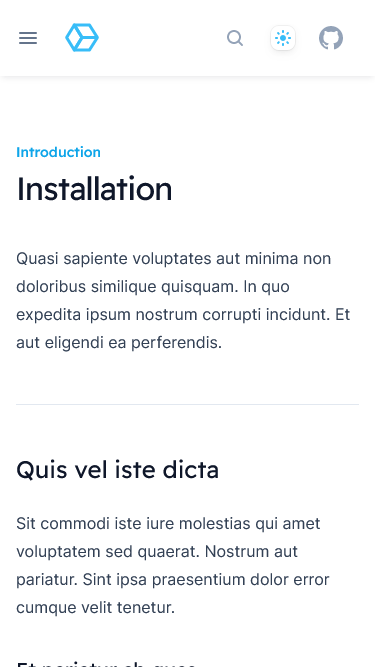 Introduction
Installation
Quasi sapiente voluptates aut minima non
doloribus similique quisquam. In quo
expedita ipsum nostrum corrupti incidunt. Et
aut eligendi ea perferendis.
Quis vel iste dicta
Sit commodi iste iure molestias qui amet
voluptatem sed quaerat. Nostrum aut
pariatur. Sint ipsa praesentium dolor error
cumque velit tenetur.